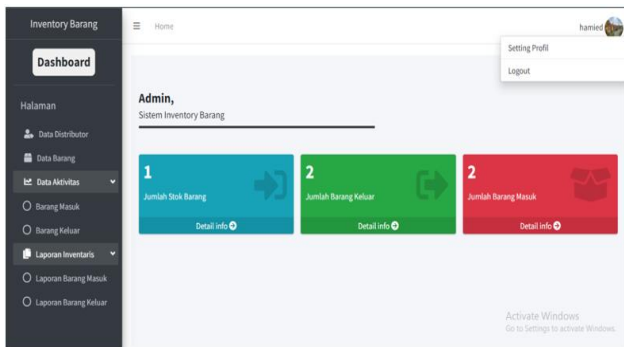 Inventory Barang
Home
hamied
Setting Profil
Logout
Dashboard
Halaman
Data Distributor
Data Barang
Data Aktivitas
Barang Masuk
Barang Keluar
Laporan Inventaris
Laporan Barang Masuk
Laporan Barang Keluar
Admin,
Sistem Inventory Barang
1
Jumlah Stok Barang
Detail info
2
Jumlah Barang Keluar
Detail info
2
Jumlah Barang Masuk
Detail info
Activate Windows
Go to Settings to activate Windows.